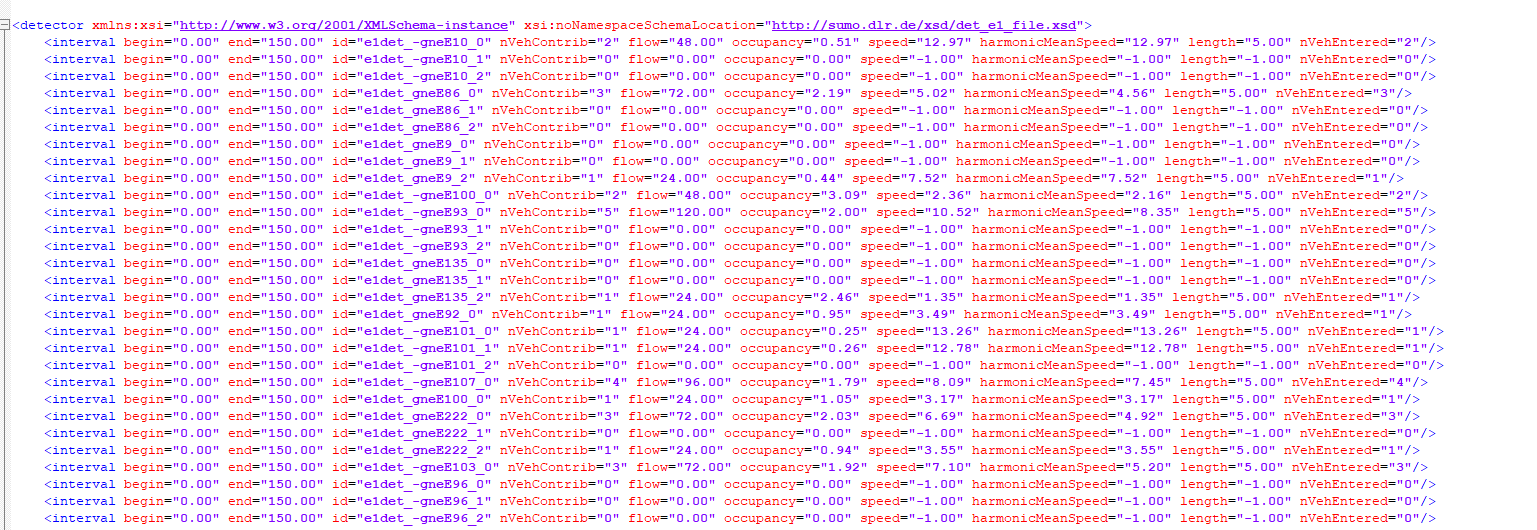 <detector xmlns:xsi="http://www.w3.org/2001/XMLSchema-instance" xsi:noNamespaceSchemaLocation="http://sumo.dlr.de/xsd/det_e1_file.xsd">
<interval begin="0.00" end="150.00" id="e1det_-gneE10_0" nVehContrib="2" flow="48.00" occupancy="0.51" speed="12.97" harmonicMeanSpeed="12.97" length="5.00" nVehEntered="2"/>
<interval begin="0.00" end="150.00" id="e1det_-gneE10_1" nVehContrib="0" flow="0.00" occupancy="0.00" speed="-1.00" harmonicMeanSpeed="-1.00" length="-1.00" nVehEntered="0"/>
<interval begin="0.00" end="150.00" id="e1det_-gneE10_2" nVehContrib="0" flow="0.00" occupancy="0.00" speed="-1.00" harmonicMeanSpeed="-1.00" length="-1.00" nVehEntered="0"/>
<interval begin="0.00" end="150.00" id="e1det_gneE86_0" nVehContrib="3" flow="72.00" occupancy="2.19" speed="5.02" harmonicMeanSpeed="4.56" length="5.00" nVehEntered="3"/>
<interval begin="0.00" end="150.00" id="e1det_gneE86_1" nVehContrib="0" flow="0.00" occupancy="0.00" speed="-1.00" harmonicMeanSpeed="-1.00" length="-1.00" nVehEntered="0"/>
<interval begin="0.00" end="150.00" id="e1det_gneE86_2" nVehContrib="0" flow="0.00" occupancy="0.00" speed="-1.00" harmonicMeanSpeed="-1.00" length="-1.00" nVehEntered="0"/>
<interval begin="0.00" end="150.00" id="e1det_gneE9_0" nVehContrib="0" flow="0.00" occupancy="0.00" speed="-1.00" harmonicMeanSpeed="-1.00" length="-1.00" nVehEntered="0"/>
<interval begin="0.00" end="150.00" id="e1det_gneE9_1" nVehContrib="0" flow="0.00" occupancy="0.00" speed="-1.00" harmonicMeanSpeed="-1.00" length="-1.00" nVehEntered="0"/>
<interval begin="0.00" end="150.00" id="e1det_gneE9_2" nVehContrib="1" flow="24.00" occupancy="0.44" speed="7.52" harmonicMeanSpeed="7.52" length="5.00" nVehEntered="1"/>
<interval begin="0.00" end="150.00" id="e1det_gneE100_0" nVehContrib="2" flow="48.00" occupancy="3.09" speed="2.36" harmonicMeanSpeed="2.16" length="5.00" nVehEntered="2"/>
<interval begin="0.00" end="150.00" id="e1det_gneE93_0" nVehContrib="5" flow="120.00" occupancy="2.00" speed="10.52" harmonicMeanSpeed="8.35" length="5.00" nVehEntered="5"/>
<interval begin="0.00" end="150.00" id="e1det_-gneE93_1" nVehContrib="0" flow="0.00" occupancy="0.00" speed="-1.00" harmonicMeanSpeed="-1.00" length="-1.00" nVehEntered="0"/>
<interval begin="0.00" end="150.00" id="e1det_-gneE93_2" nVehContrib="0" flow="0.00" occupancy="0.00" speed="-1.00" harmonicMeanSpeed="-1.00" length="-1.00" nVehEntered="0"/>
<interval begin="0.00" end="150.00" id="e1det_gneE135_0" nVehContrib="0" flow="0.00" occupancy="0.00" speed="-1.00" harmonicMeanSpeed="-1.00" length="-1.00" nVehEntered="0"/>
<interval begin="0.00" end="150.00" id="e1det_gneE135_1" nVehContrib="0" flow="0.00" occupancy="0.00" speed="-1.00" harmonicMeanSpeed="-1.00" length="-1.00" nVehEntered="0"/>
<interval begin="0.00" end="150.00" id="e1det_gneE135_2" nVehContrib="1" flow="24.00" occupancy="2.46" speed="1.35" harmonicMeanSpeed="1.35" length="5.00" nVehEntered="1"/>
<interval begin="0.00" end="150.00" id="e1det_gneE92_0" nVehContrib="1" flow="24.00" occupancy="0.95" speed="3.49" harmonicMeanSpeed="3.49" length="5.00" nVehEntered="1"/>
<interval begin="0.00" end="150.00" id="e1det_-gneE101_0" nVehContrib="1" flow="24.00" occupancy="0.25" speed="13.26" harmonicMeanSpeed="13.26" length="5.00" nVehEntered="1"/>
<interval begin="0.00" end="150.00" id="e1det_-gneE101_1" nVehContrib="1" flow="24.00" occupancy="0.26" speed="12.78" harmonicMeanSpeed="12.78" length="5.00" nVehEntered="1"/>
<interval begin="0.00" end="150.00" id="e1det_-gneE101_2" nVehContrib="0" flow="0.00" occupancy="0.00" speed="-1.00" harmonicMeanSpeed="-1.00" length="-1.00" nVehEntered="0"/>
<interval begin="0.00" end="150.00" id="e1det_-gneE107_0" nVehContrib="4" flow="96.00" occupancy="1.79" speed="8.09" harmonicMeanSpeed="7.45" length="5.00" nVehEntered="4"/>
<interval begin="0.00" end="150.00" id="e1det_gneE100_0" nVehContrib="1" flow="24.00" occupancy="1.05" speed="3.17" harmonicMeanSpeed="3.17" length="5.00" nVehEntered="1"/>
<interval begin="0.00" end="150.00" id="e1det_gneE222_0" nVehContrib="3" flow="72.00" occupancy="2.03" speed="6.69" harmonicMeanSpeed="4.92" length="5.00" nVehEntered="3"/>
<interval begin="0.00" end="150.00" id="e1det_gneE222_1" nVehContrib="0" flow="0.00" occupancy="0.00" speed="-1.00" harmonicMeanSpeed="-1.00" length="-1.00" nVehEntered="0"/>
<interval begin="0.00" end="150.00" id="e1det_gneE222_2" nVehContrib="1" flow="24.00" occupancy="0.94" speed="3.55" harmonicMeanSpeed="3.55" length="5.00" nVehEntered="1"/>
<interval begin="0.00" end="150.00" id="e1det_-gneE103_0" nVehContrib="3" flow="72.00" occupancy="1.92" speed="7.10" harmonicMeanSpeed="5.20" length="5.00" nVehEntered="3"/>
<interval begin="0.00" end="150.00" id="e1det_-gneE96_0" nVehContrib="0" flow="0.00" occupancy="0.00" speed="-1.00" harmonicMeanSpeed="-1.00" length="-1.00" nVehEntered="0"/>
<interval begin="0.00" end="150.00" id="e1det_-gneE96_1" nVehContrib="0" flow="0.00" occupancy="0.00" speed="-1.00" harmonicMeanSpeed="-1.00" length="-1.00" nVehEntered="0"/>
<interval begin="0.00" end="150.00" id="e1det_-gneE96_2" nVehContrib="0" flow="0.00" occupancy="0.00" speed="-1.00" harmonicMeanSpeed="-1.00" length="-1.00" nVehEntered="0"/>